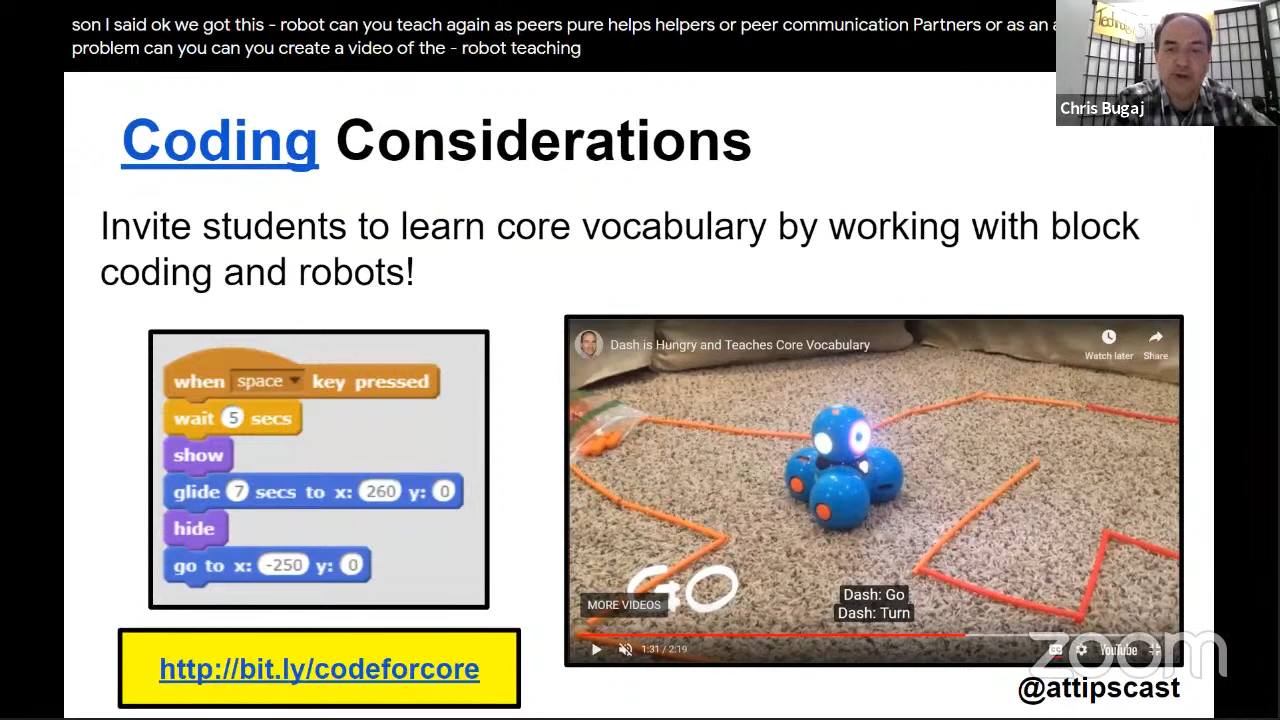 son I said ok we got this - robot can you teach again as peers pure helps helpers or peer communication Partners or as an
problem can you can you create a video of the - robot teaching
Chris Bugaj
Coding Considerations
Invite students to learn core vocabulary by working with block
coding and robots!
when space key pressed
wait 5 secs
show
glide 7 secs to x: 260 y: 0
hide
go to x: -250 y: 0
http://bit.ly/codeforcore
Dash is Hungry and Teaches Core Vocabulary
Watch later
Share
GO
MORE VIDEOS
Dash: Go
Dash: Turn
1:31 / 2:19
CC
YouTube
zoom
@attipscast